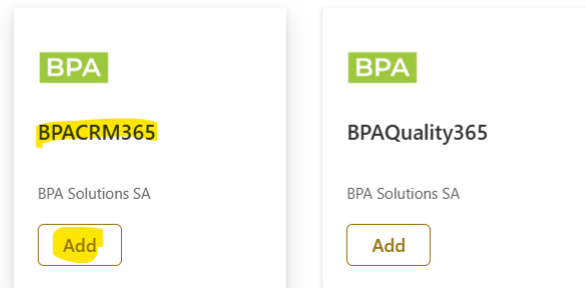 BPA
BPACRM365
BPA Solutions SA
Add
BPA
BPAQuality365
BPA Solutions SA
Add